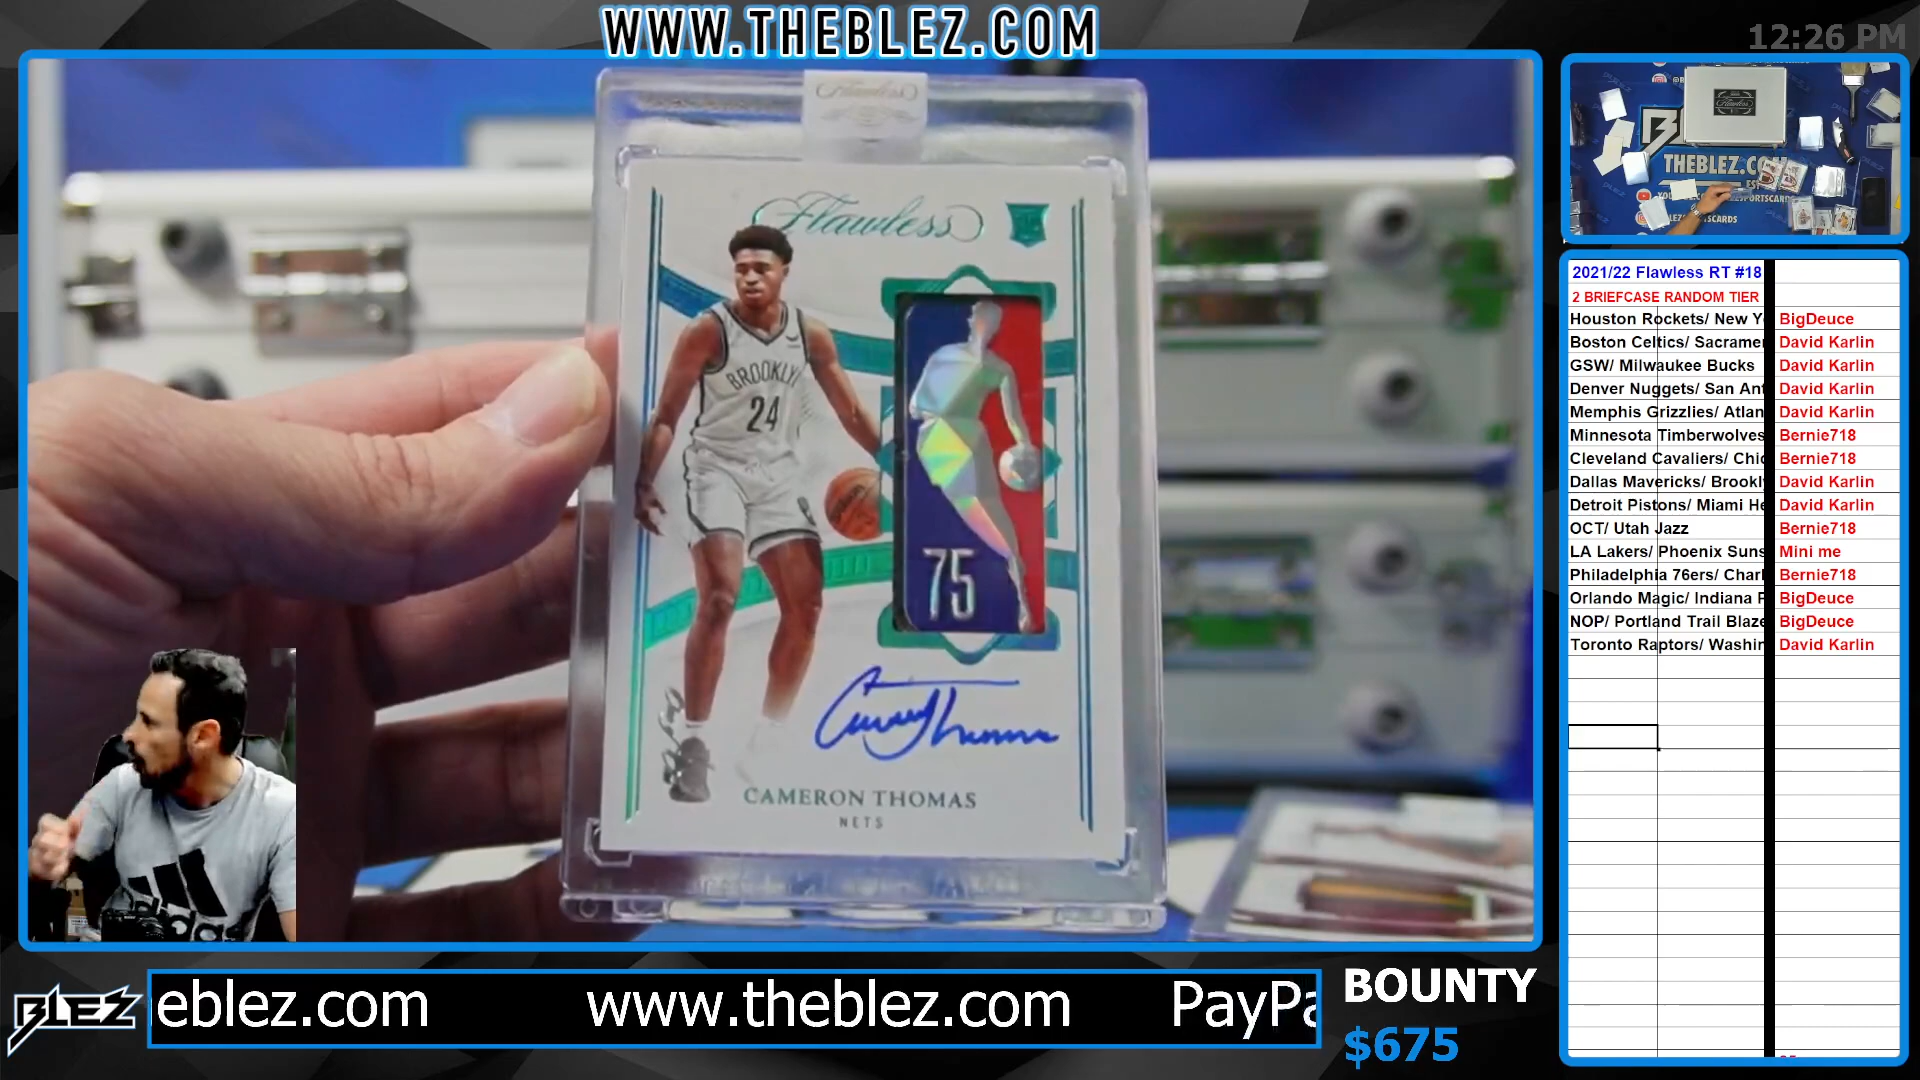 WWW.THEBLEZ.COM
12:26 PM
Flawless
Flawless
BROOKLYN
24
75
CAMERON THOMAS
NETS
adidas
THEBLEZ.CO
2021/22 Flawless RT #18
2 BRIEFCASE RANDOM TIER
Houston Rockets/ New Y BigDeuce
Boston Celtics/ Sacramer David Karlin
GSW/ Milwaukee Bucks David Karlin
Denver Nuggets/ San Ant David Karlin
Memphis Grizzlies/ Atlan David Karlin
Minnesota Timberwolves Bernie718
Cleveland Cavaliers/ Chic Bernie718
Dallas Mavericks/ Brookly David Karlin
Detroit Pistons/ Miami He David Karlin
OCT/ Utah Jazz Bernie718
LA Lakers/ Phoenix Suns Mini me
Philadelphia 76ers/ Charl Bernie718
Orlando Magic/ Indiana P BigDeuce
NOP/ Portland Trail Blaze BigDeuce
Toronto Raptors/ Washin David Karlin
BLEZ
eblez.com www.theblez.com PayPa
BOUNTY
$675